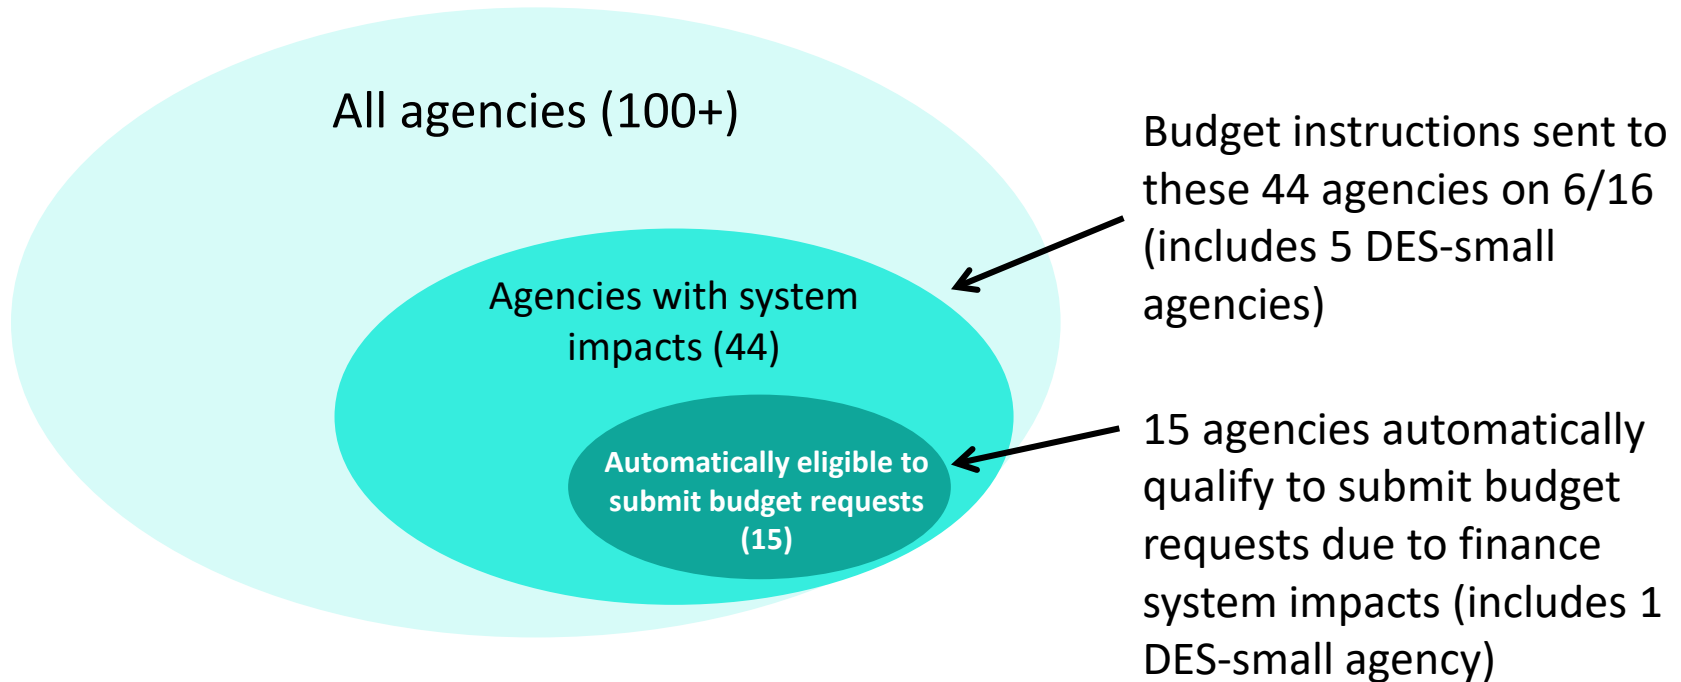 All agencies (100+)
Agencies with system
impacts (44)
Automatically eligible to
submit budget requests
(15)
Budget instructions sent to
these 44 agencies on 6/16
(includes 5 DES-small
agencies)
15 agencies automatically
qualify to submit budget
requests due to finance
system impacts (includes 1
DES-small agency)